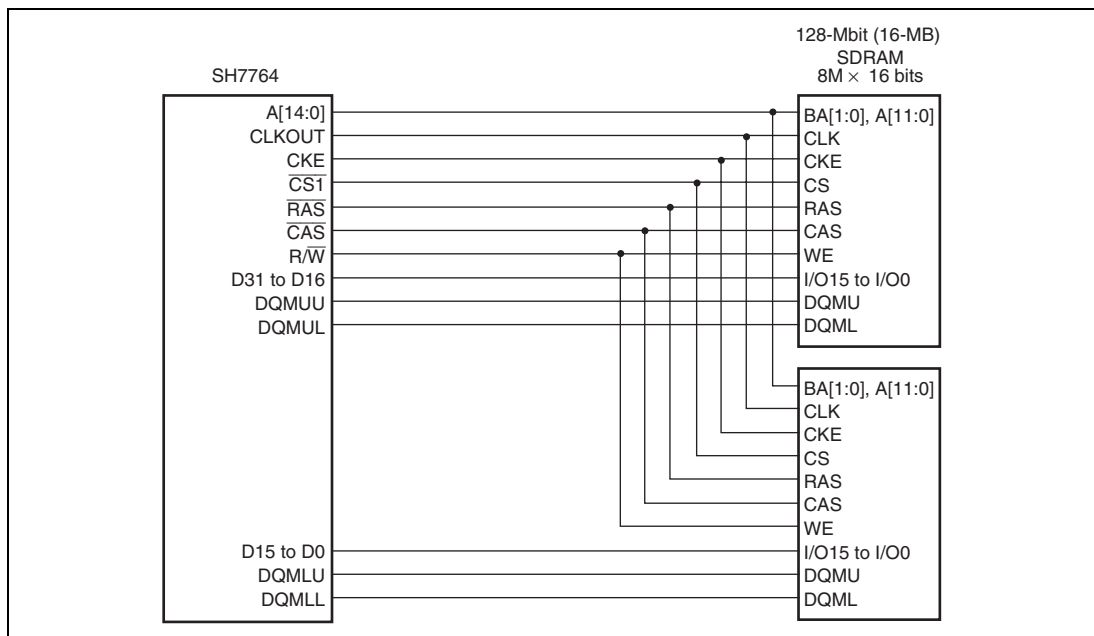 128-Mbit (16-MB)
SDRAM
8M × 16 bits
SH7764
A[14:0]
CLKOUT
CKE
CS1
RAS
CAS
R/W
D31 to D16
DQMUU
DQMUL
D15 to D0
DQMLU
DQMLL
BA[1:0], A[11:0]
CLK
CKE
CS
RAS
CAS
WE
I/O15 to I/O0
DQMU
DQML
BA[1:0], A[11:0]
CLK
CKE
CS
RAS
CAS
WE
I/O15 to I/O0
DQMU
DQML